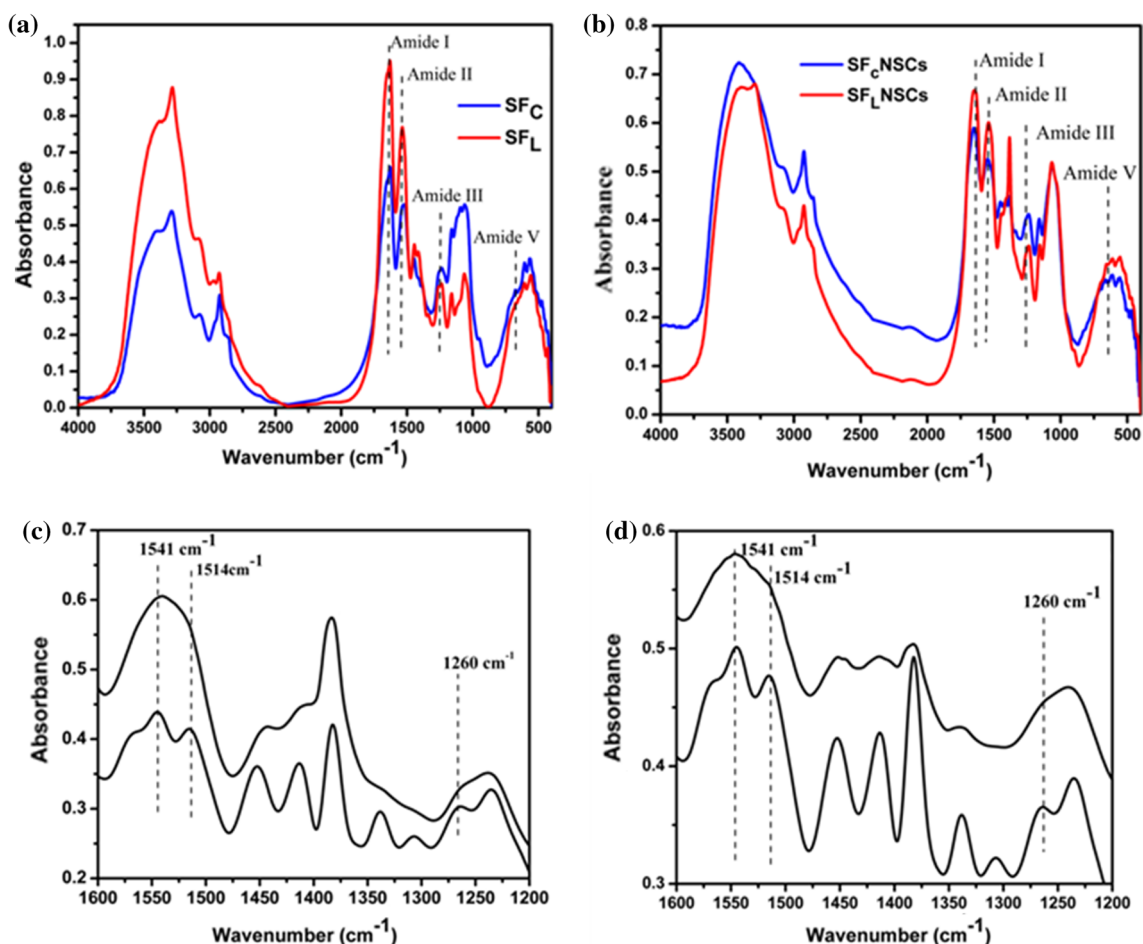 (a)
1.0
0.9
0.8
0.7
0.6
0.5
0.4
0.3
0.2
0.1
0.0
Absorbance
Amide I
Amide II
Amide III
Amide V
SFC
SFL
4000 3500 3000 2500 2000 1500 1000 500
Wavenumber (cm-1)
(b)
0.8
0.7
0.6
0.5
0.4
0.3
0.2
0.1
0.0
Absorbance
SFcNSCs
SFLNSCs
Amide I
Amide II
Amide III
Amide V
4000 3500 3000 2500 2000 1500 1000 500
Wavenumber (cm-1)
(c)
0.7
0.6
0.5
0.4
0.3
0.2
Absorbance
1541 cm-1
1514cm-1
1260 cm-1
1600 1550 1500 1450 1400 1350 1300 1250 1200
Wavenumber (cm-1)
(d)
0.6
0.5
0.4
0.3
Absorbance
1541 cm-1
1514 cm-1
1260 cm-1
1600 1550 1500 1450 1400 1350 1300 1250 1200
Wavenumber (cm-1)